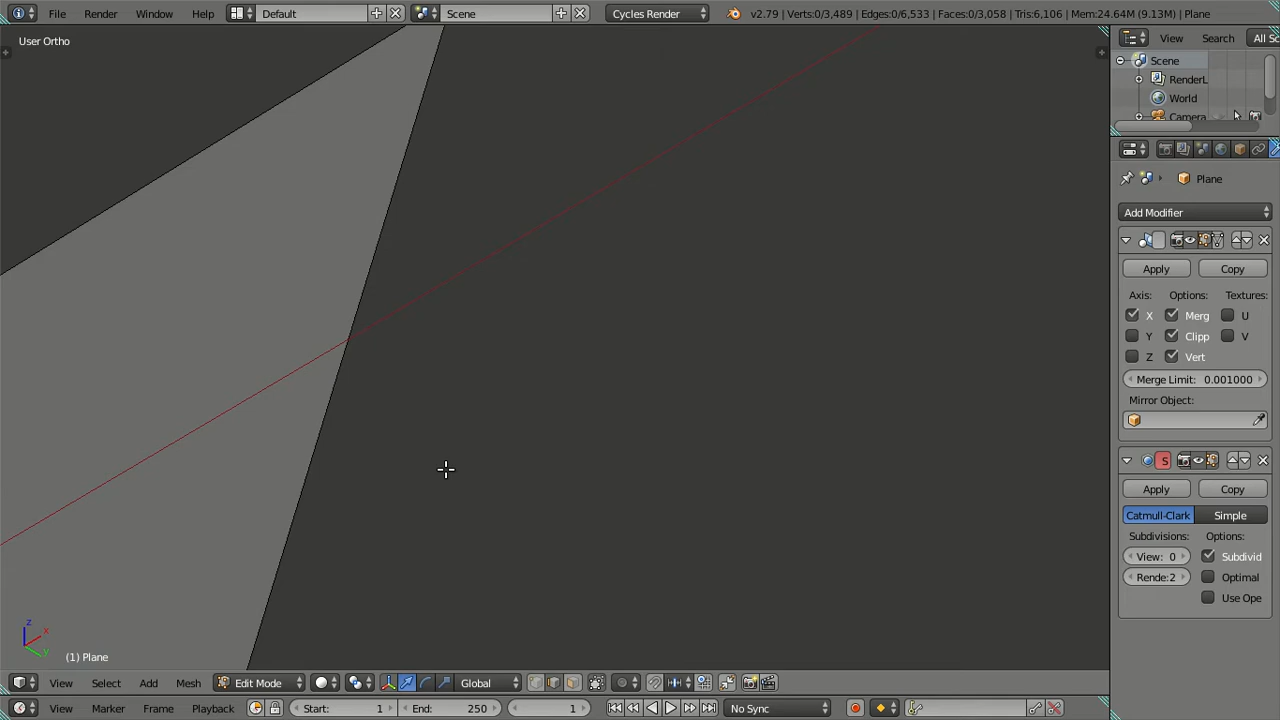 File Render Window Help Default Scene Cycles Render v2.79 | Verts:0/3,489 | Edges:0/6,533 | Faces:0/3,058 | Tris:6,106 | Mem:24.64M (9.13M) | Plane
User Ortho
View Search All Sc
Scene
RenderL
World
Camera
Plane
Add Modifier
Apply Copy
Axis: Options: Textures:
X Merg U
Y Clipp V
Z Vert
Merge Limit: 0.001000
Mirror Object:
S
Apply Copy
Catmull-Clark Simple
Subdivisions: Options:
View: 0 Subdivid
Rende:2 Optimal
Use Ope
z
x
y
(1) Plane
View Select Add Mesh Edit Mode Global
View Marker Frame Playback Start: 1 End: 250 1 No Sync